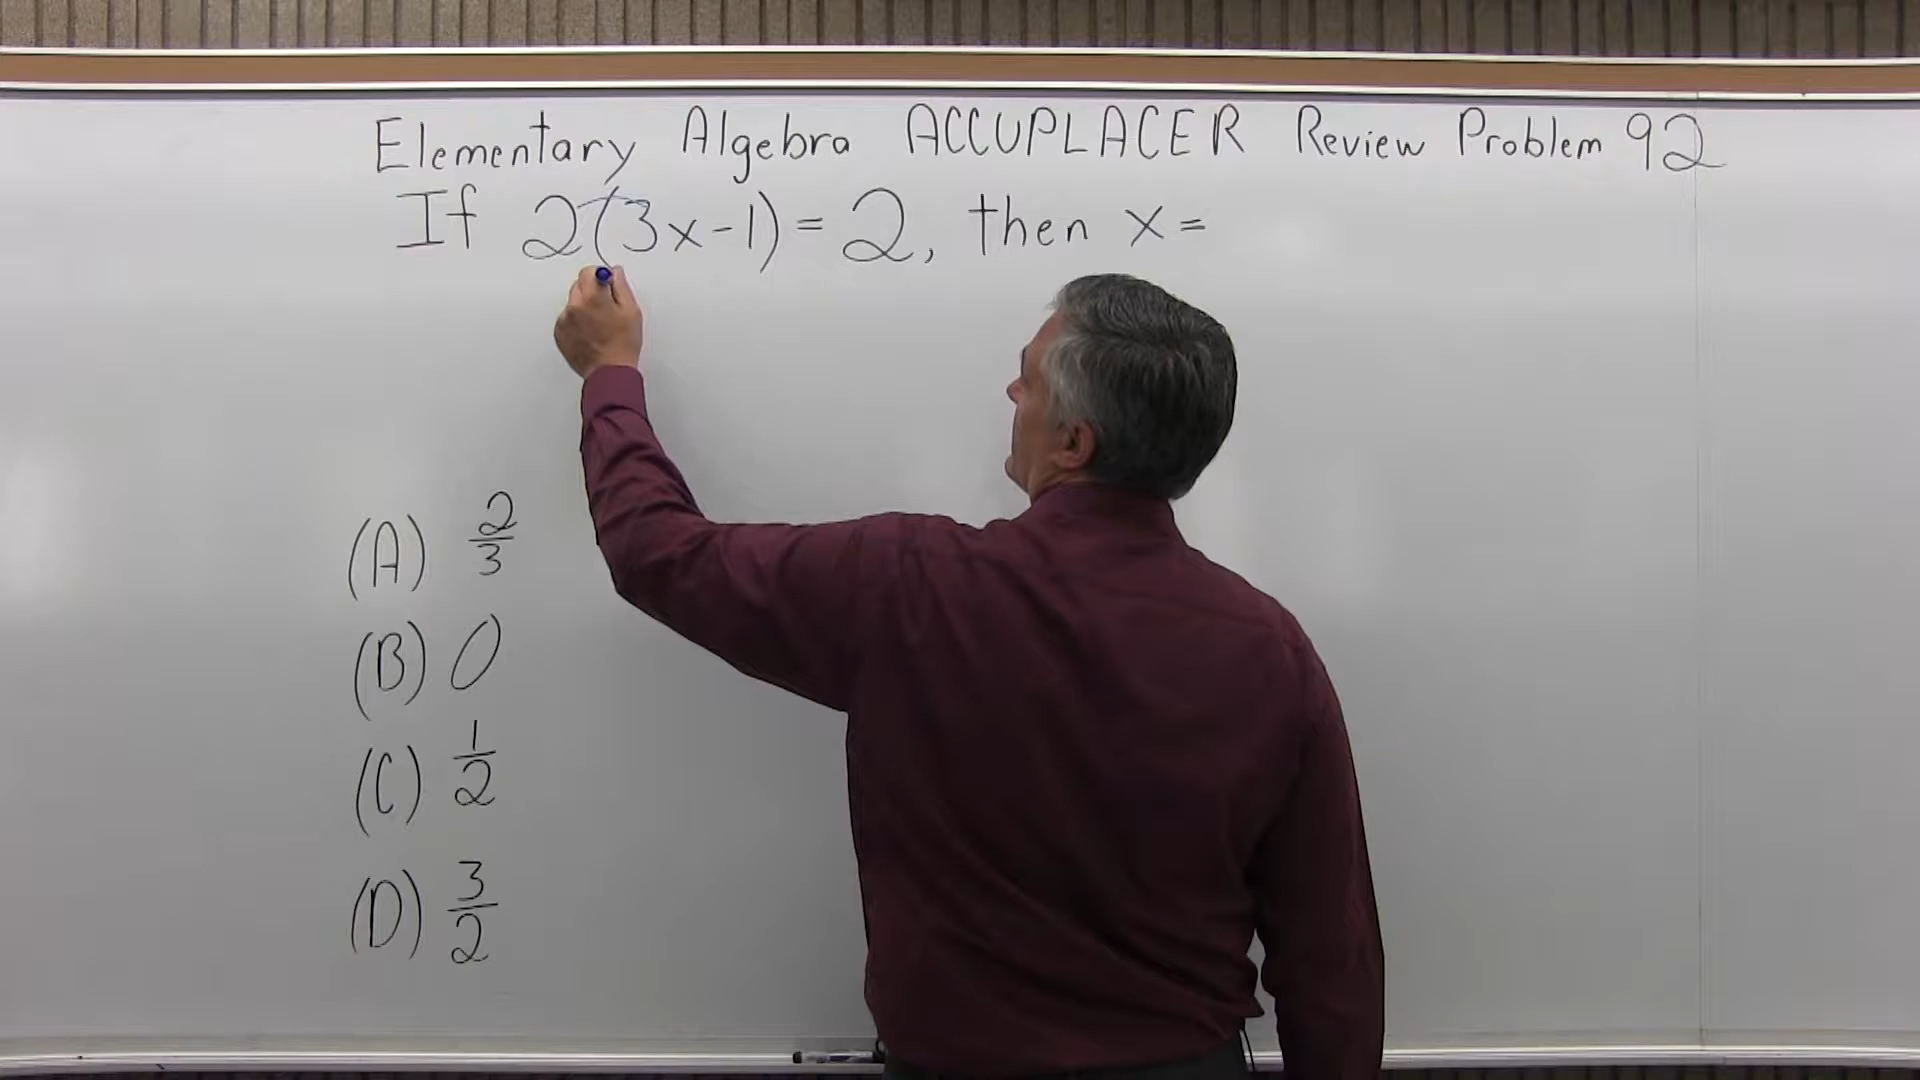 Elementary Algebra ACCUPLACER Review Problem 92
If 2(3x-1)=2, then x=
(A) 2/3
(B) 0
(C) 1/2
(D) 3/2